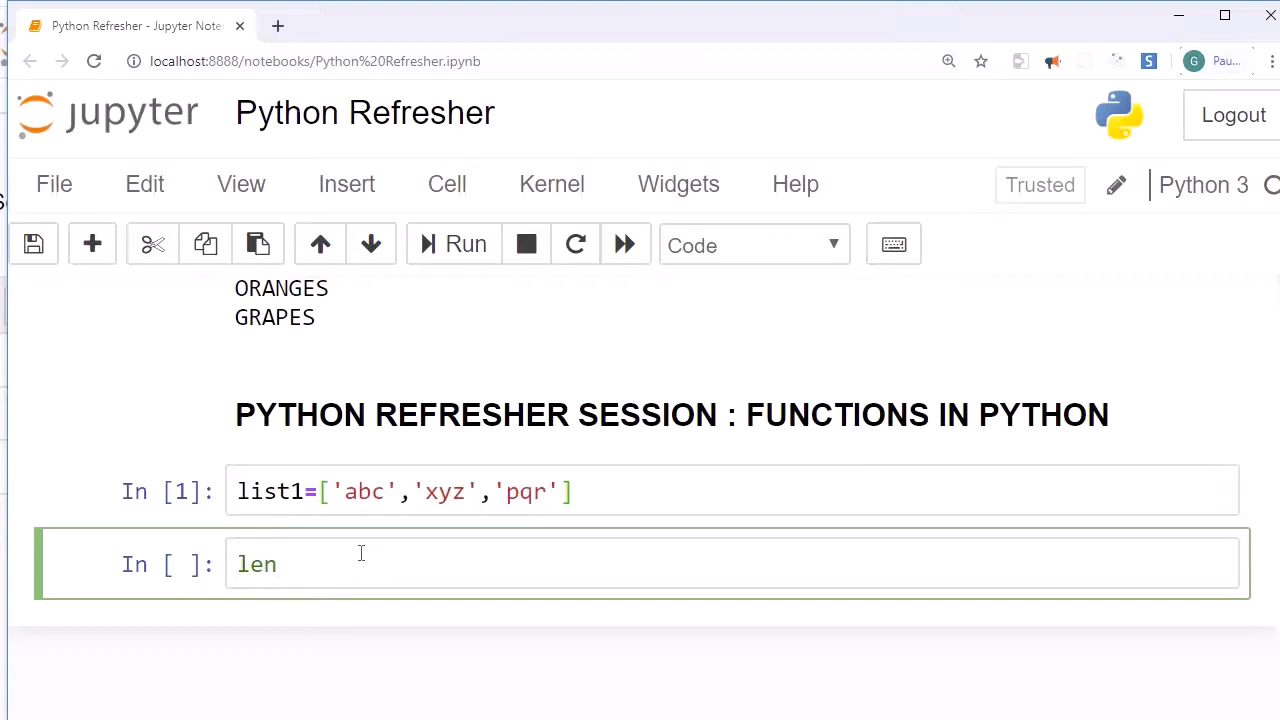 Python Refresher - Jupyter Note
localhost:8888/notebooks/Python%20Refresher.ipynb
S
G
Pau...
jupyter
Python Refresher
Logout
File Edit View Insert Cell Kernel Widgets Help
Trusted
Python 3
Run
Code
ORANGES
GRAPES
PYTHON REFRESHER SESSION : FUNCTIONS IN PYTHON
In [1]: list1=['abc','xyz','pqr']
In [ ]: len